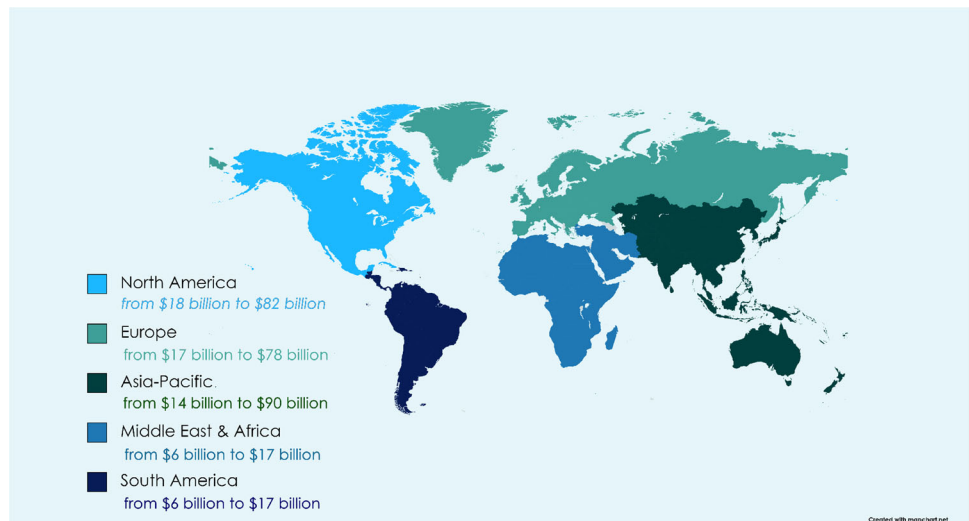 North America
from $18 billion to $82 billion
Europe
from $17 billion to $78 billion
Asia-Pacific
from $14 billion to $90 billion
Middle East & Africa
from $6 billion to $17 billion
South America
from $6 billion to $17 billion
Created with mapchart.net